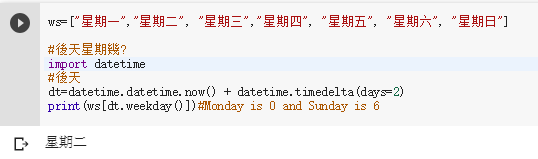 ws=["星期一","星期二", "星期三","星期四", "星期五", "星期六", "星期日"]
#後天星期幾?
import datetime
#後天
dt=datetime.datetime.now() + datetime.timedelta(days=2)
print(ws[dt.weekday()])#Monday is 0 and Sunday is 6
星期二